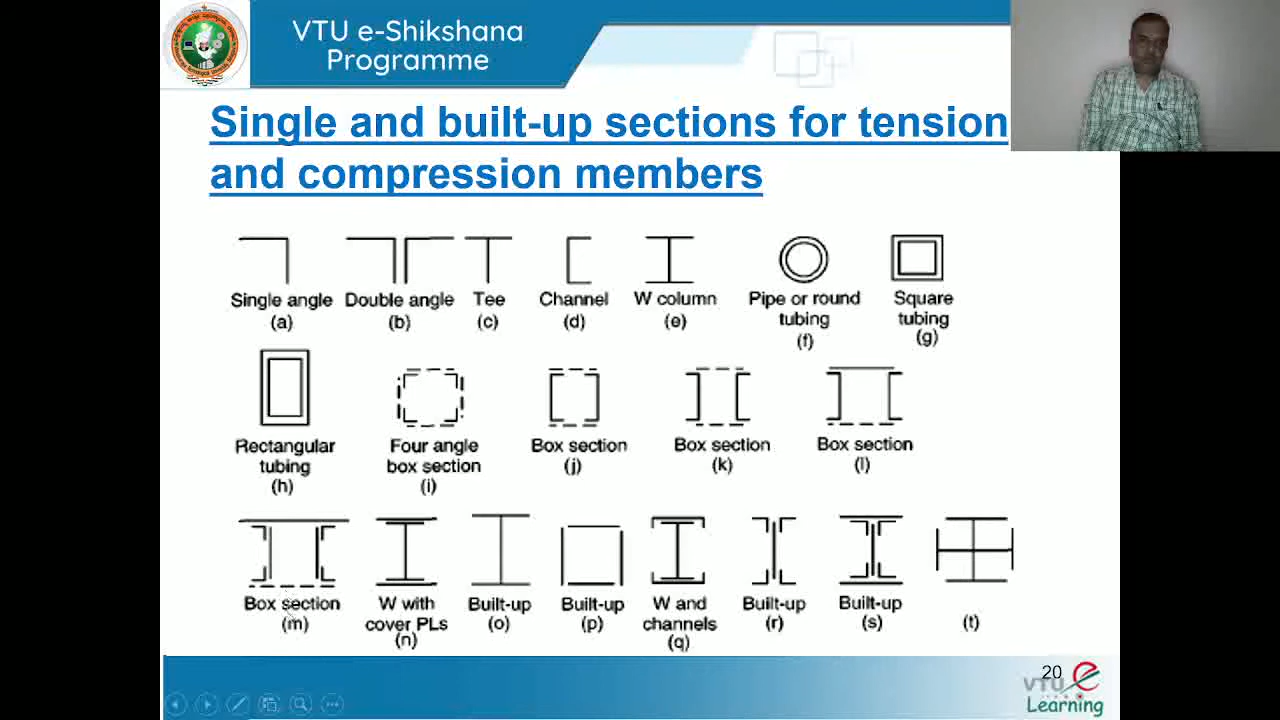 VTU e-Shikshana
Programme
Single and built-up sections for tension
and compression members
Single angle
(a)
Double angle
(b)
Tee
(c)
Channel
(d)
W column
(e)
Pipe or round
tubing
(f)
Square
tubing
(g)
Rectangular
tubing
(h)
Four angle
box section
(i)
Box section
(j)
Box section
(k)
Box section
(l)
Box section
(m)
W with
cover PLs
(n)
Built-up
(o)
Built-up
(p)
W and
channels
(q)
Built-up
(r)
Built-up
(s)
(t)
20
VTU e
Learning